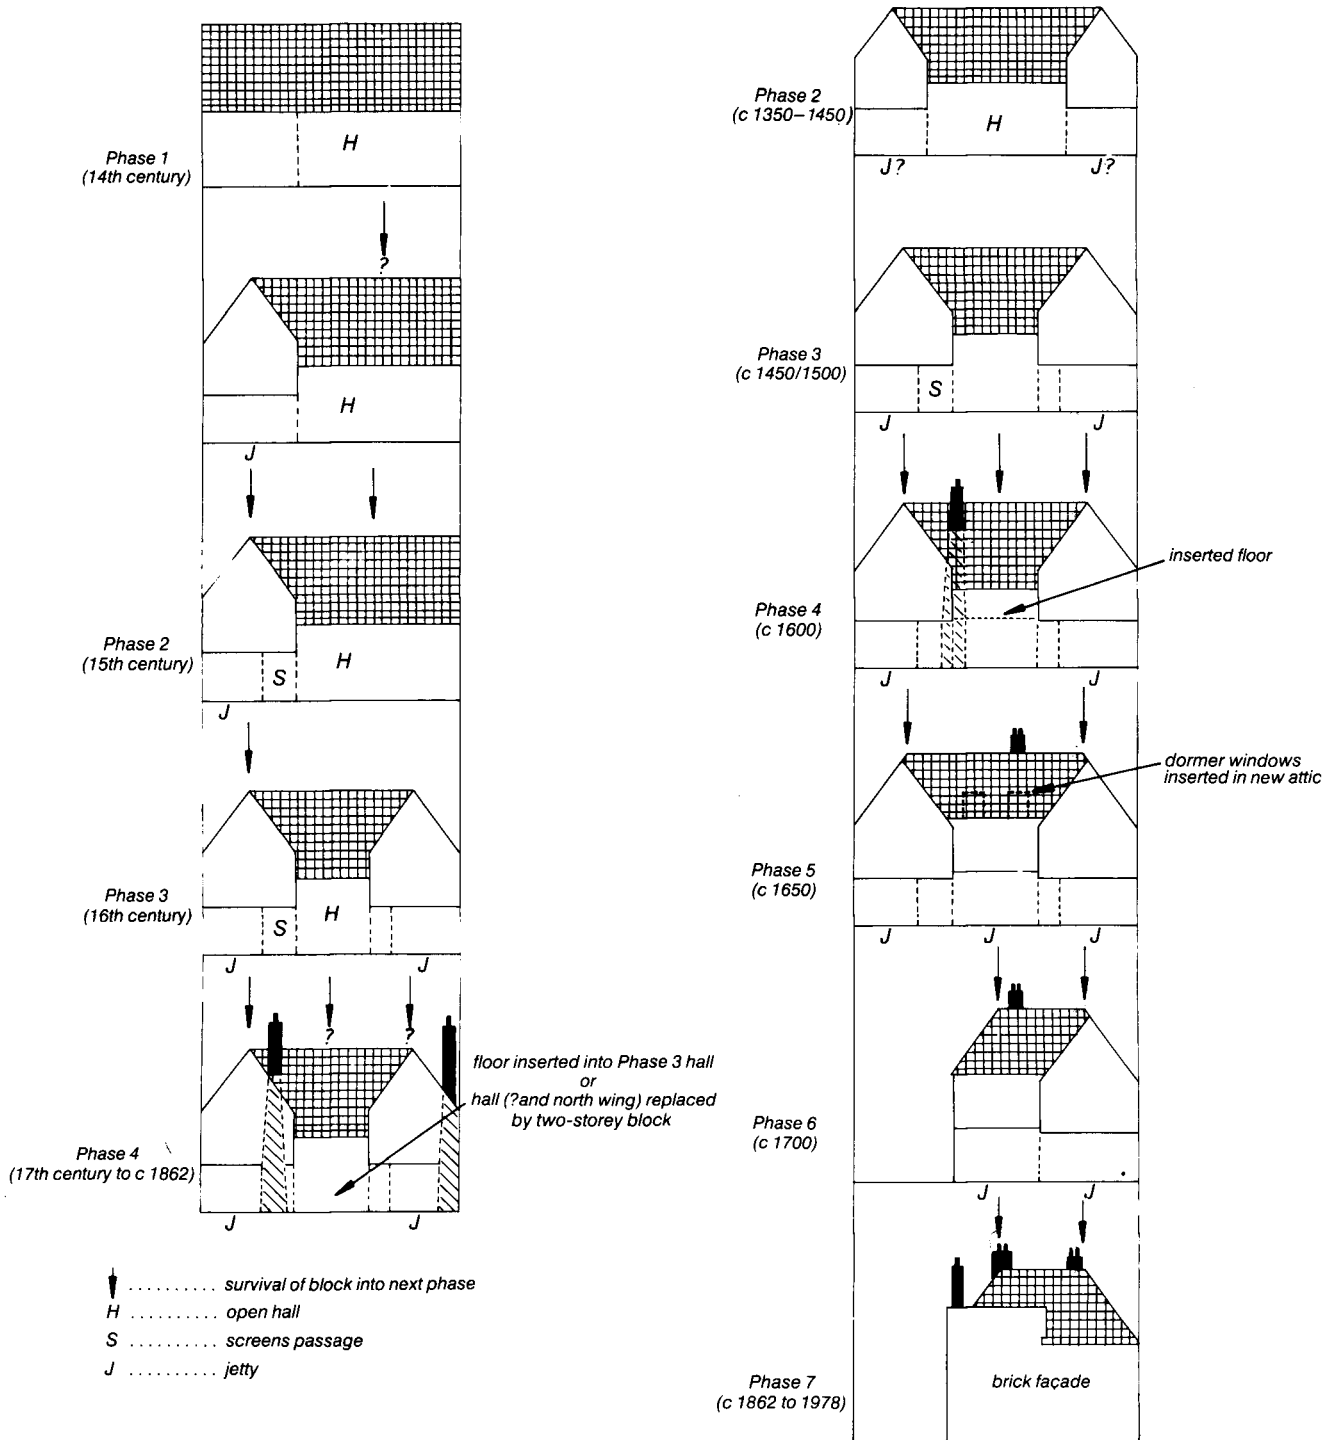 Phase 1
(14th century)
H
?
H
J
Phase 2
(15th century)
H
S
J
Phase 3
(16th century)
H
S
J
J
?
?
floor inserted into Phase 3 hall
or
hall (?and north wing) replaced
by two-storey block
Phase 4
(17th century to c 1862)
J
J
.......... survival of block into next phase
H .......... open hall
S .......... screens passage
J .......... jetty
Phase 2
(c 1350–1450)
H
J?
J?
Phase 3
(c 1450/1500)
S
J
J
inserted floor
Phase 4
(c 1600)
J
J
dormer windows
inserted in new attic
Phase 5
(c 1650)
J
J
J
Phase 6
(c 1700)
J
J
brick façade
Phase 7
(c 1862 to 1978)